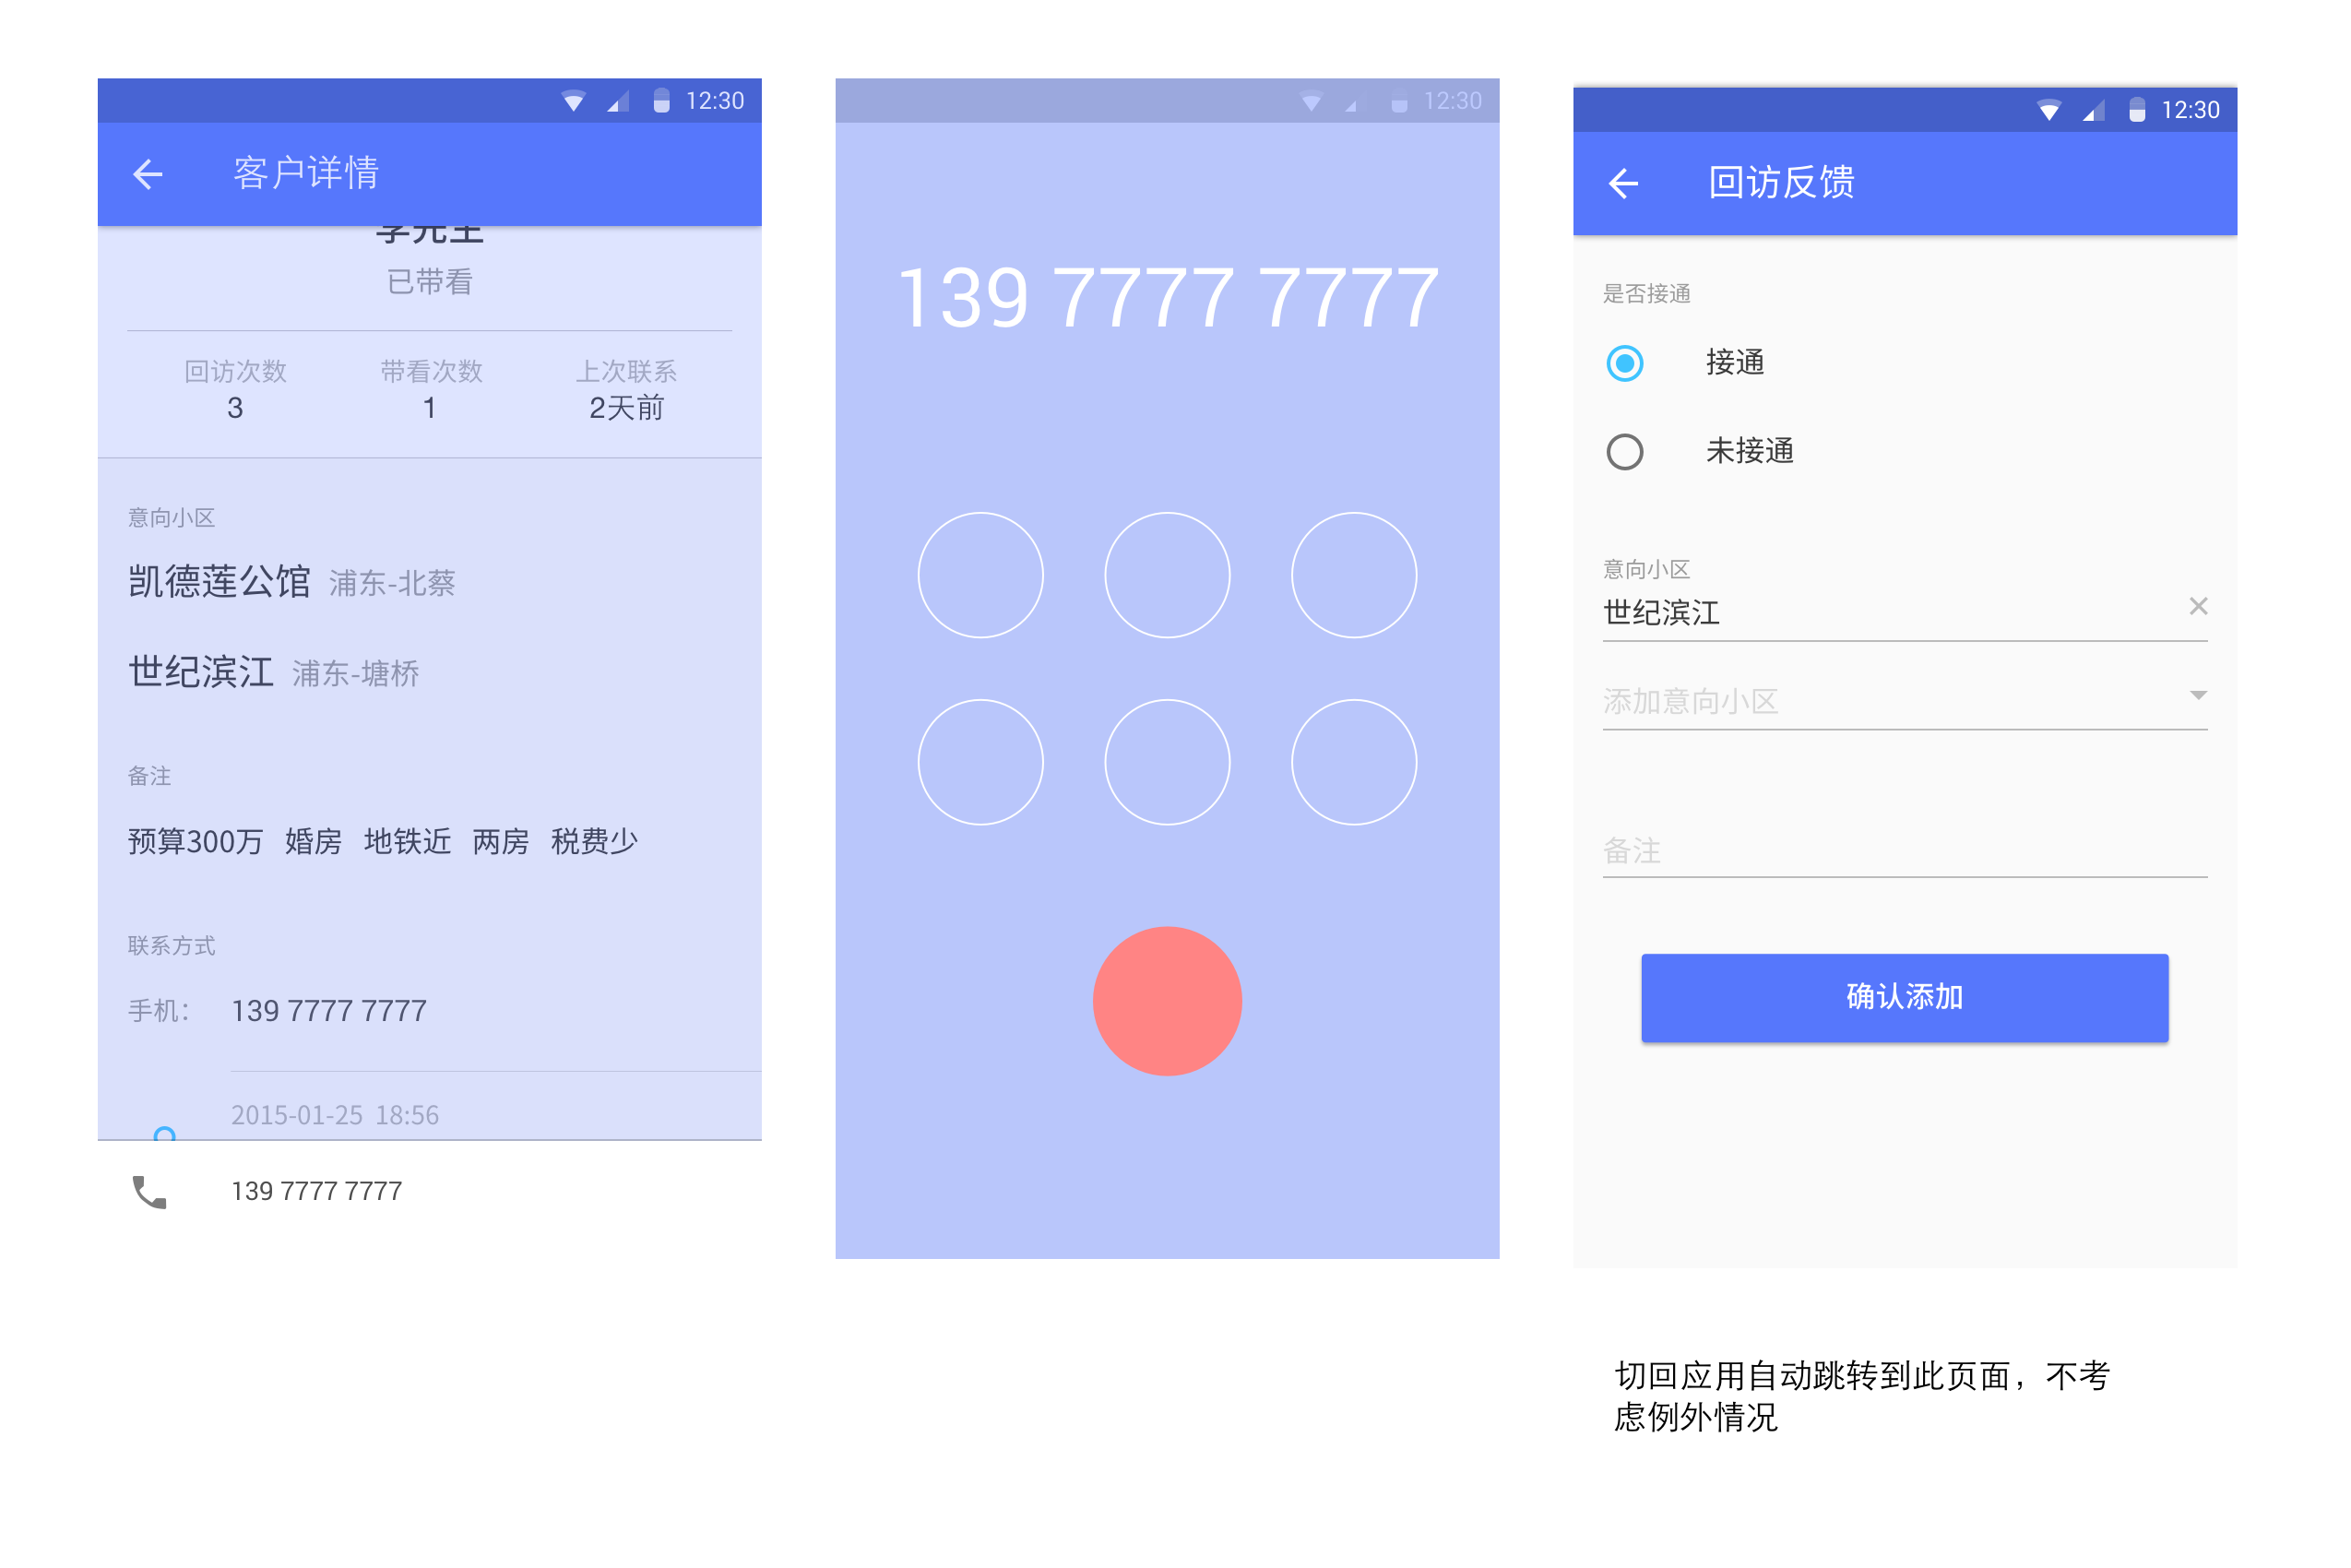 12:30
客户详情
李先生
已带看
回访次数 带看次数 上次联系
3 1 2天前
意向小区
凯德莲公馆 浦东-北蔡
世纪滨江 浦东-塘桥
备注
预算300万 婚房 地铁近 两房 税费少
联系方式
手机： 139 7777 7777
2015-01-25 18:56
139 7777 7777
12:30
139 7777 7777
12:30
回访反馈
是否接通
接通
未接通
意向小区
世纪滨江
添加意向小区
备注
确认添加
切回应用自动跳转到此页面，不考
虑例外情况